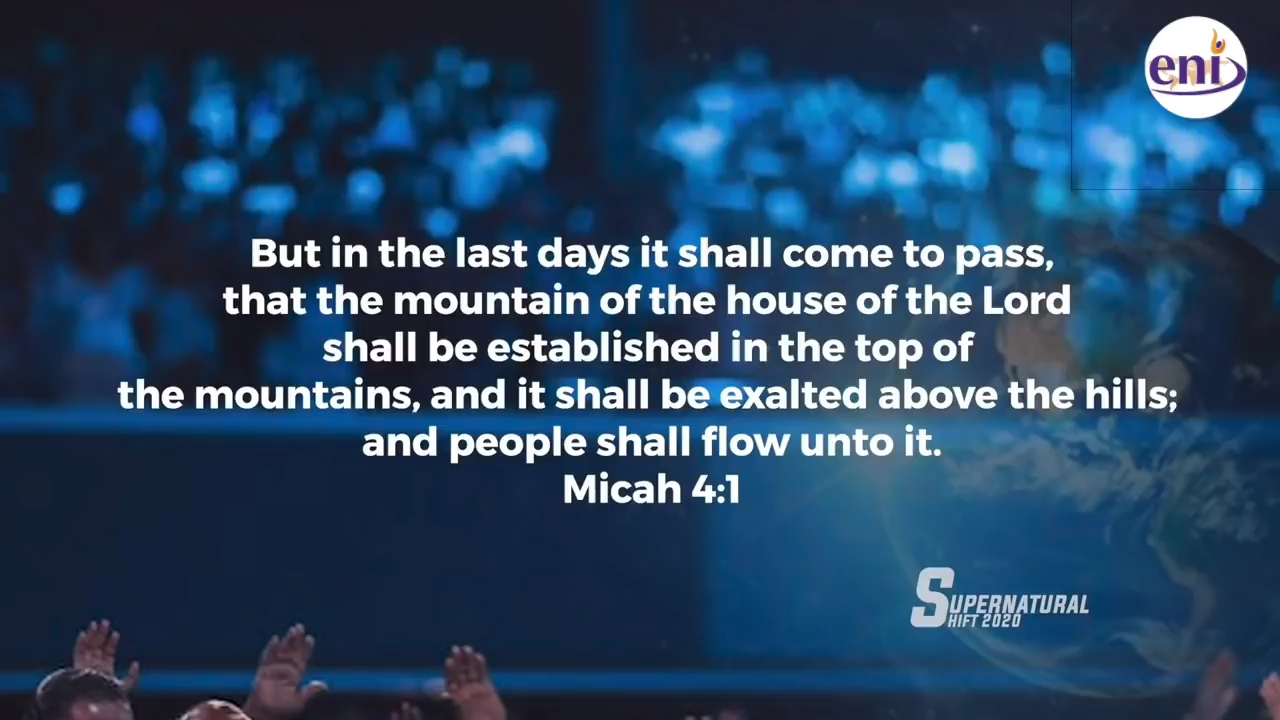 eni
But in the last days it shall come to pass,
that the mountain of the house of the Lord
shall be established in the top of
the mountains, and it shall be exalted above the hills;
and people shall flow unto it.
Micah 4:1
SUPERNATURAL
SHIFT 2020